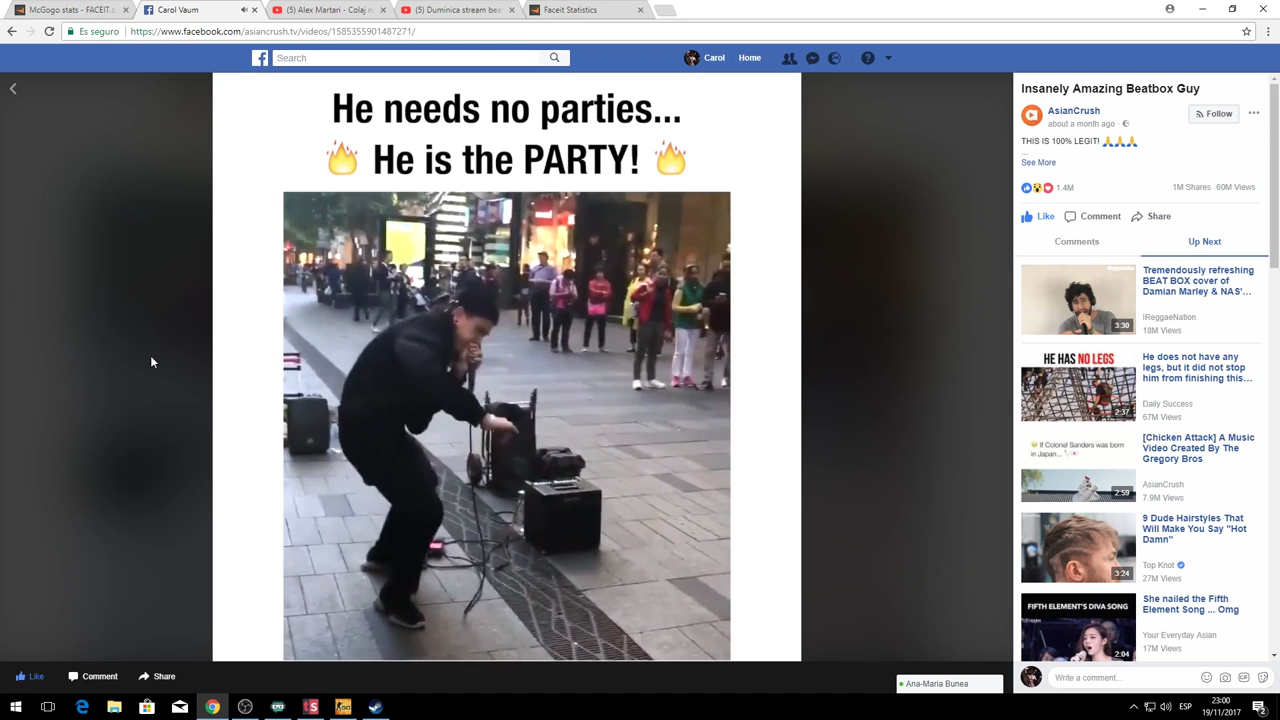 McGogo stats - FACEIT.c
Carol Vaum
(5) Alex Martari - Colaj m
(5) Duminica stream bea
Faceit Statistics
Es seguro
https://www.facebook.com/asiancrush.tv/videos/1585355901487271/
Search
Carol
Home
He needs no parties...
He is the PARTY!
Insanely Amazing Beatbox Guy
AsianCrush
about a month ago ·
Follow
THIS IS 100% LEGIT!
...
See More
1.4M
1M Shares
60M Views
Like
Comment
Share
Comments
Up Next
Tremendously refreshing
BEAT BOX cover of
Damian Marley & NAS'...
IReggaeNation
18M Views
3:30
HE HAS NO LEGS
2:37
He does not have any
legs, but it did not stop
him from finishing this...
Daily Success
67M Views
If Colonel Sanders was born
in Japan...
2:59
[Chicken Attack] A Music
Video Created By The
Gregory Bros
AsianCrush
7.9M Views
3:24
9 Dude Hairstyles That
Will Make You Say "Hot
Damn"
Top Knot
27M Views
FIFTH ELEMENT'S DIVA SONG
2:04
She nailed the Fifth
Element Song ... Omg
Your Everyday Asian
17M Views
Like
Comment
Share
Ana-Maria Bunea
Write a comment...
GIF
ESP
23:00
19/11/2017
2